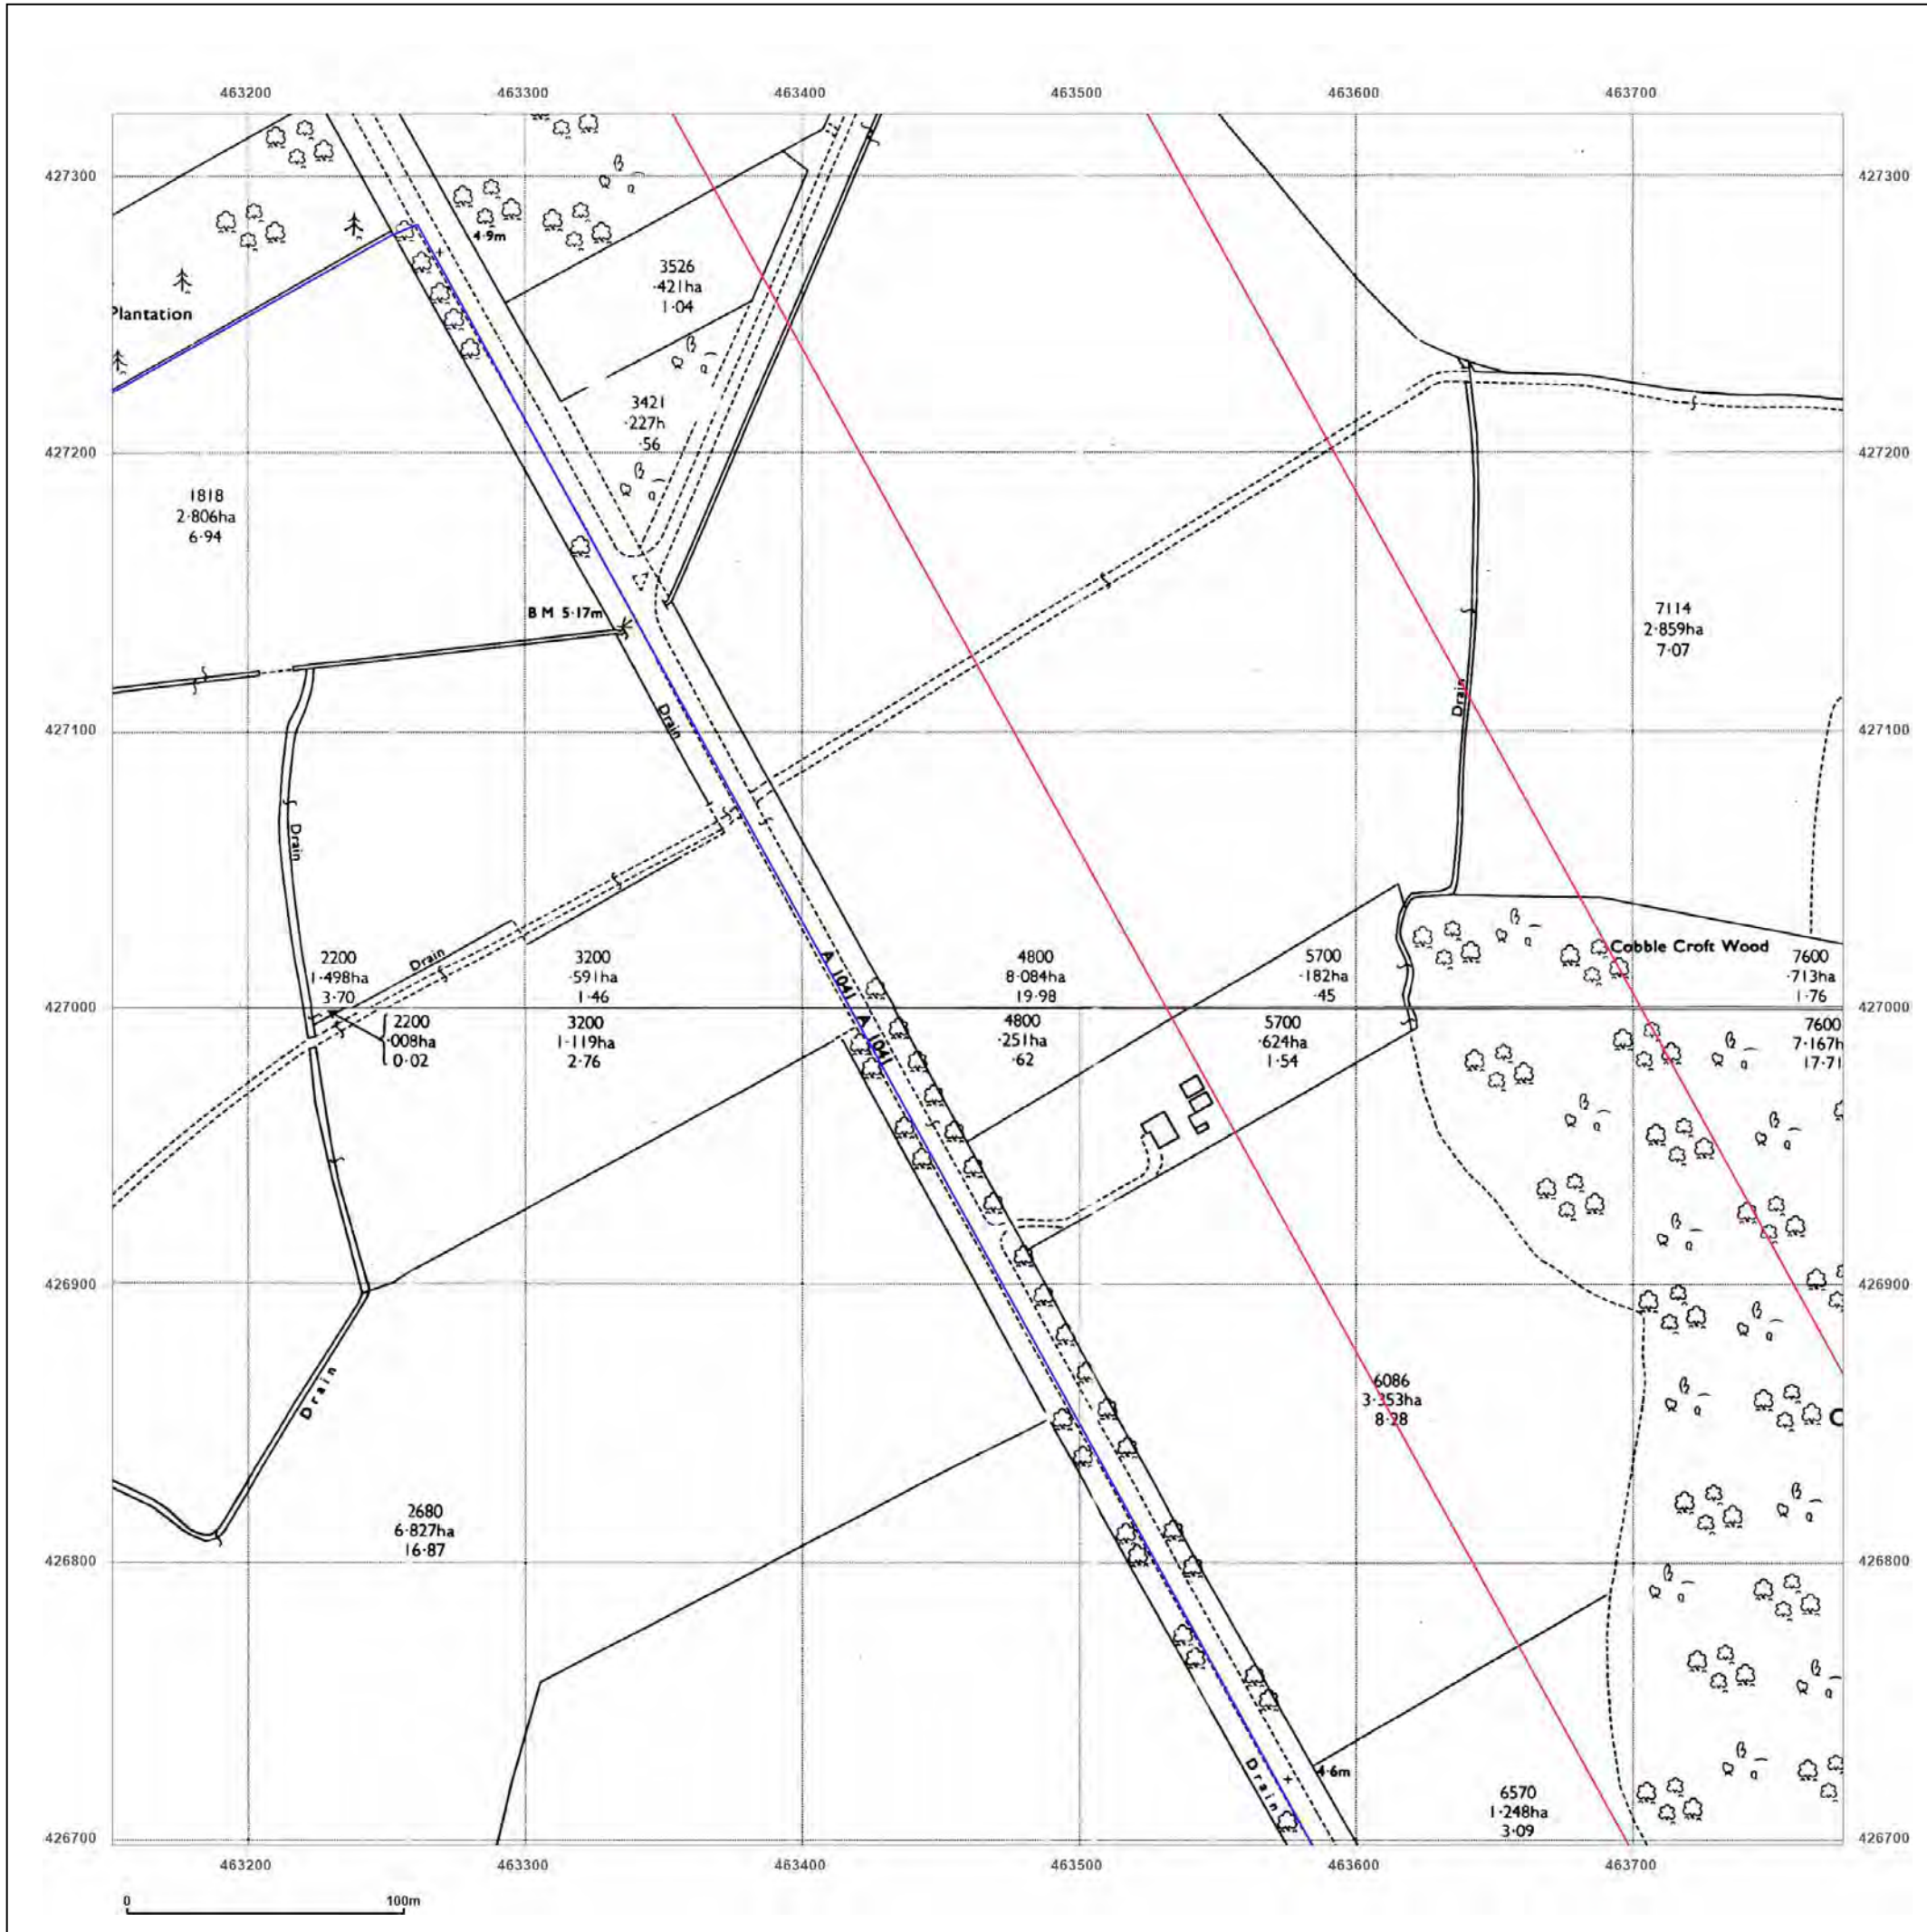 463200 463300 463400 463500 463600 463700
427300 427300
4·9m
3526
·421ha
1·04
Plantation
3421
·227h
·56
427200 427200
1818
2·806ha
6·94
B M 5·17m
7114
2·859ha
7·07
Drain
Drain
427100 427100
Drain
Drain
Cobble Croft Wood
2200
1·498ha
3·70
3200
·591ha
1·46
A 1041
4800
8·084ha
19·98
5700
·182ha
·45
7600
·713ha
1·76
427000 427000
2200
·008ha
0·02
3200
1·119ha
2·76
A 1041
4800
·251ha
·62
5700
·624ha
1·54
7600
7·167h
17·71
426900 426900
Drain
6086
3·353ha
8·28
2680
6·827ha
16·87
426800 426800
Drain
4·6m
6570
1·248ha
3·09
426700 426700
463200 463300 463400 463500 463600 463700
0 100m